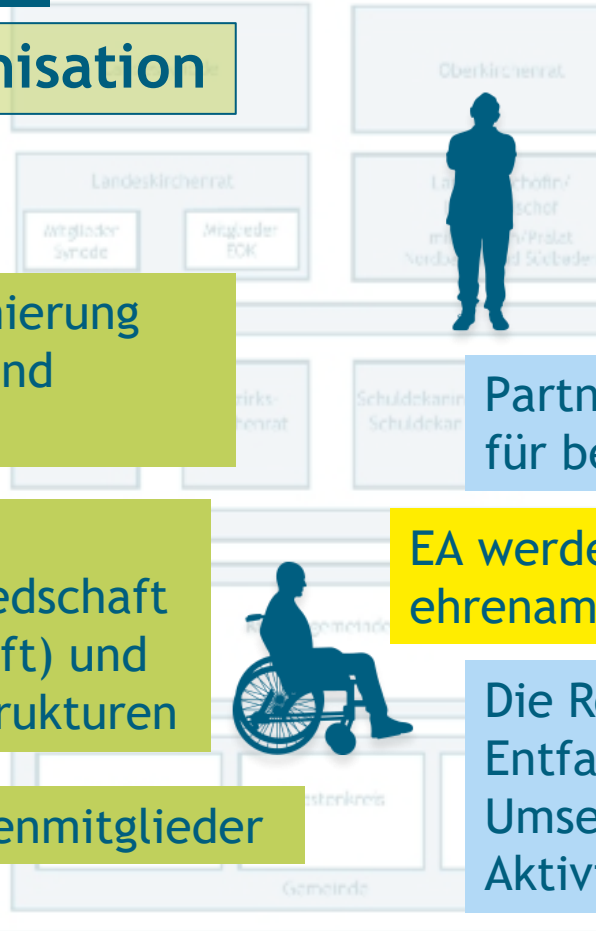 nisation
Oberkirchenrat
Landeskirchenrat
Mitglieder
Synode
Mitglieder
EOK
nierung
nd
Schuldekanin
Schuldekan
Partn
für be
EA werde
ehrenam
edschaft
ft) und
rukturen
Die R
Entfa
Umse
Aktivi
enmitglieder
Gemeinde